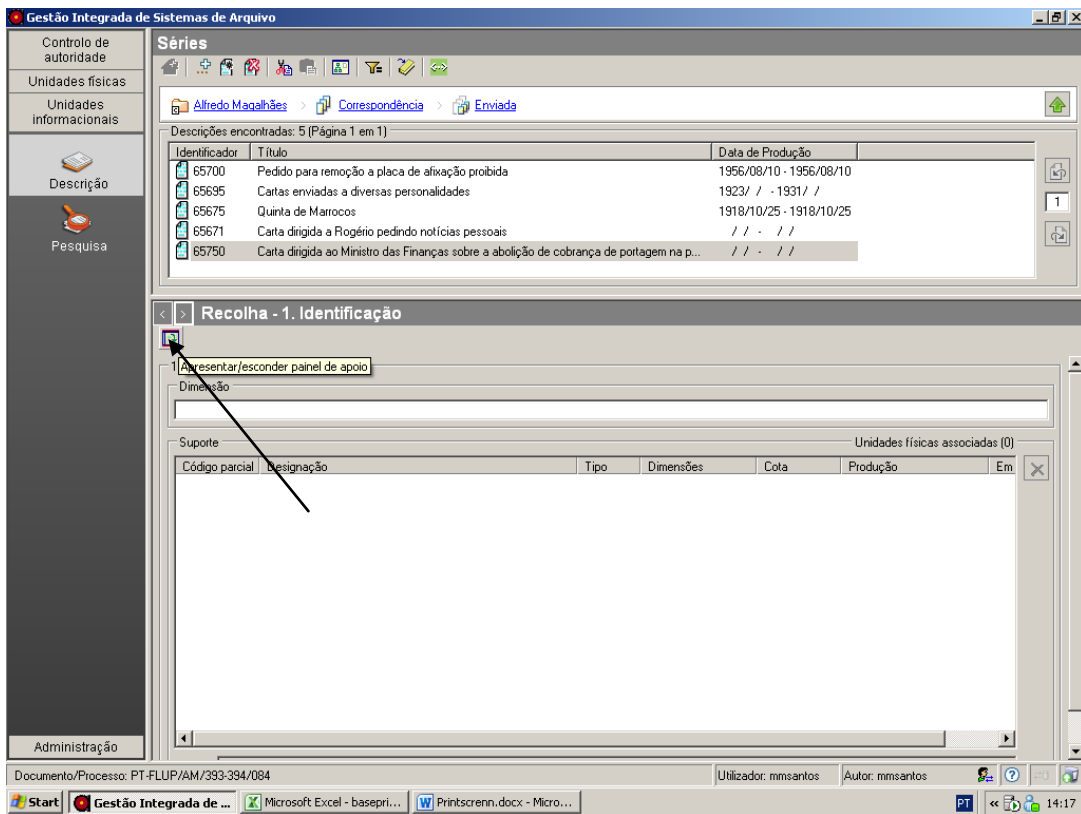 Gestão Integrada de Sistemas de Arquivo
Controlo de
autoridade
Unidades físicas
Unidades
informacionais
Descrição
Pesquisa
Administração
Séries
Alfredo Magalhães > Correspondência > Enviada
Descrições encontradas: 5 (Página 1 em 1)
Identificador Título Data de Produção
65700 Pedido para remoção a placa de afixação proibida 1956/08/10 - 1956/08/10
65695 Cartas enviadas a diversas personalidades 1923/ / - 1931/ /
65675 Quinta de Marrocos 1918/10/25 - 1918/10/25
65671 Carta dirigida a Rogério pedindo notícias pessoais / / - / /
65750 Carta dirigida ao Ministro das Finanças sobre a abolição de cobrança de portagem na p... / / - / /
1
< > Recolha - 1. Identificação
Apresentar/esconder painel de apoio
1
Dimensão
Suporte Unidades físicas associadas (0)
Código parcial Designação Tipo Dimensões Cota Produção Em
Documento/Processo: PT-FLUP/AM/393-394/084 Utilizador: mmsantos Autor: mmsantos
Start Gestão Integrada de ... Microsoft Excel - basepri... Printscrenn.docx - Micro... PT « 14:17